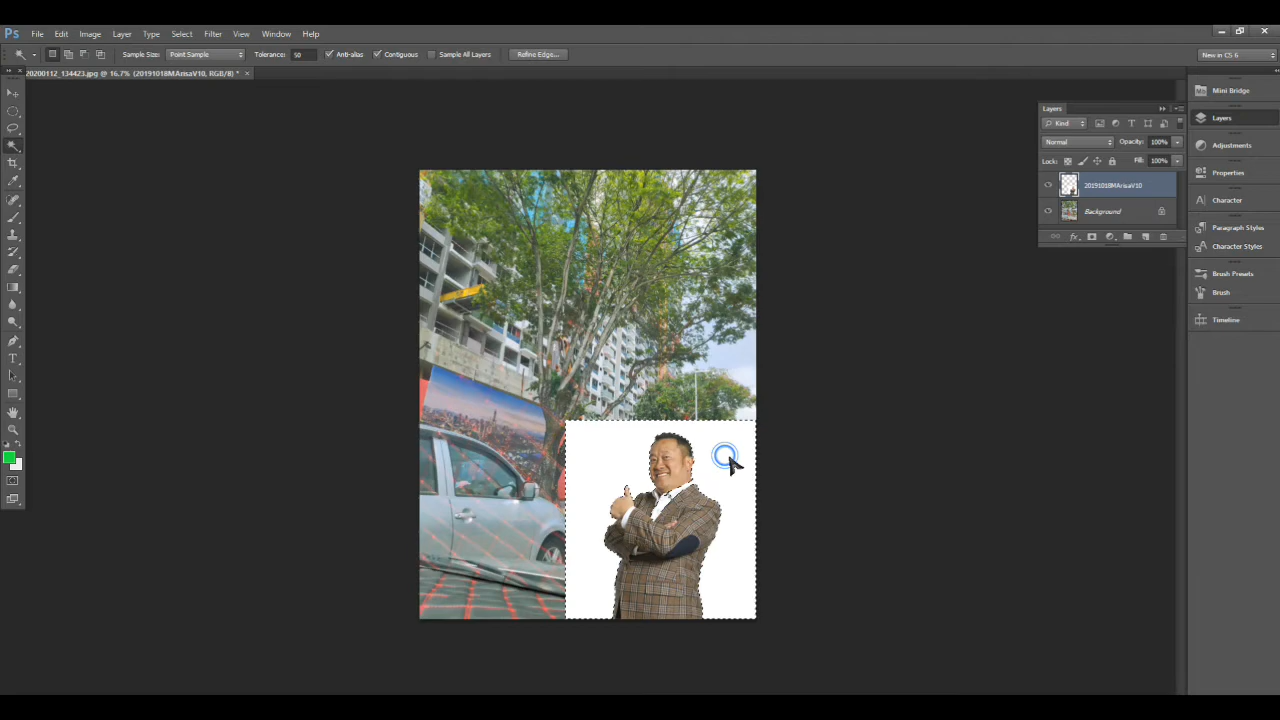 Ps File Edit Image Layer Type Select Filter View Window Help
Sample Size: Point Sample Tolerance: 50 Anti-alias Contiguous Sample All Layers Refine Edge... New in CS 6
20200112_134423.jpg @ 16.7% (20191018MArisaV10, RGB/8) * ×
Mb Mini Bridge
Layers
Kind
Normal Opacity: 100%
Lock: Fill: 100%
20191018MArisaV10
Background
fx
Layers
Adjustments
Properties
Character
Paragraph Styles
Character Styles
Brush Presets
Brush
Timeline